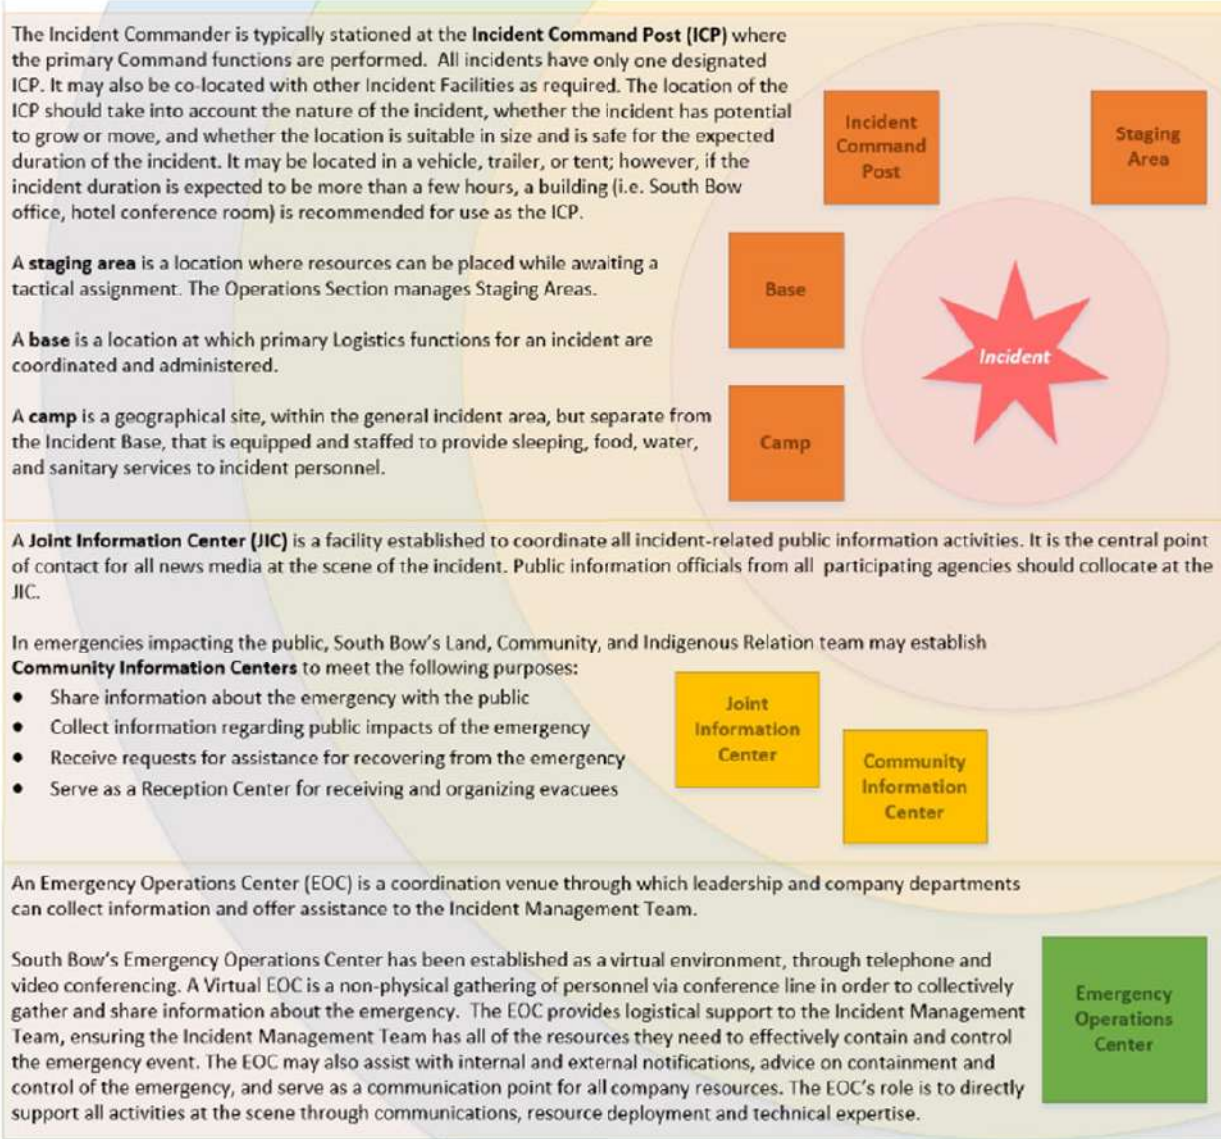 The Incident Commander is typically stationed at the Incident Command Post (ICP) where
the primary Command functions are performed.  All incidents have only one designated
ICP. It may also be co-located with other Incident Facilities as required. The location of the
ICP should take into account the nature of the incident, whether the incident has potential
to grow or move, and whether the location is suitable in size and is safe for the expected
duration of the incident. It may be located in a vehicle, trailer, or tent; however, if the
incident duration is expected to be more than a few hours, a building (i.e. South Bow
office, hotel conference room) is recommended for use as the ICP.
A staging area is a location where resources can be placed while awaiting a
tactical assignment. The Operations Section manages Staging Areas.
A base is a location at which primary Logistics functions for an incident are
coordinated and administered.
A camp is a geographical site, within the general incident area, but separate from
the Incident Base, that is equipped and staffed to provide sleeping, food, water,
and sanitary services to incident personnel.
Incident
Command
Post
Staging
Area
Base
Incident
Camp
A Joint Information Center (JIC) is a facility established to coordinate all incident-related public information activities. It is the central point
of contact for all news media at the scene of the incident. Public information officials from all  participating agencies should collocate at the
JIC.
In emergencies impacting the public, South Bow's Land, Community, and Indigenous Relation team may establish
Community Information Centers to meet the following purposes:
• Share information about the emergency with the public
• Collect information regarding public impacts of the emergency
• Receive requests for assistance for recovering from the emergency
• Serve as a Reception Center for receiving and organizing evacuees
Joint
Information
Center
Community
Information
Center
An Emergency Operations Center (EOC) is a coordination venue through which leadership and company departments
can collect information and offer assistance to the Incident Management Team.
South Bow's Emergency Operations Center has been established as a virtual environment, through telephone and
video conferencing. A Virtual EOC is a non-physical gathering of personnel via conference line in order to collectively
gather and share information about the emergency.  The EOC provides logistical support to the Incident Management
Team, ensuring the Incident Management Team has all of the resources they need to effectively contain and control
the emergency event. The EOC may also assist with internal and external notifications, advice on containment and
control of the emergency, and serve as a communication point for all company resources. The EOC's role is to directly
support all activities at the scene through communications, resource deployment and technical expertise.
Emergency
Operations
Center